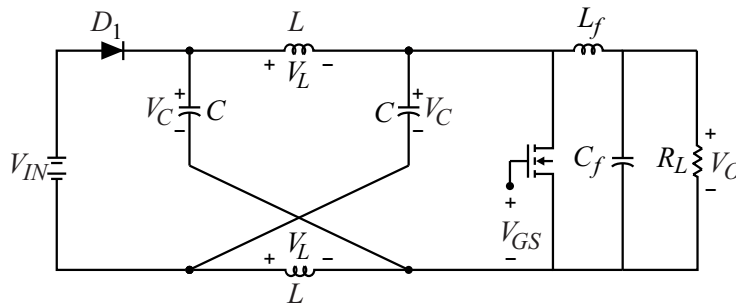 D1 L Lf
+ VL −
+ VC − C C + VC −
VIN Cf RL + VO −
+ VGS −
+ VL −
L